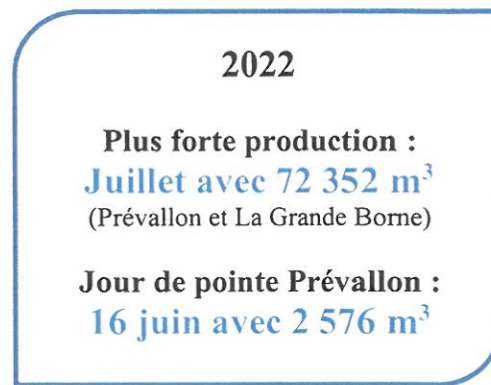 2022
Plus forte production :
Juillet avec 72 352 m³
(Prévallon et La Grande Borne)
Jour de pointe Prévallon :
16 juin avec 2 576 m³